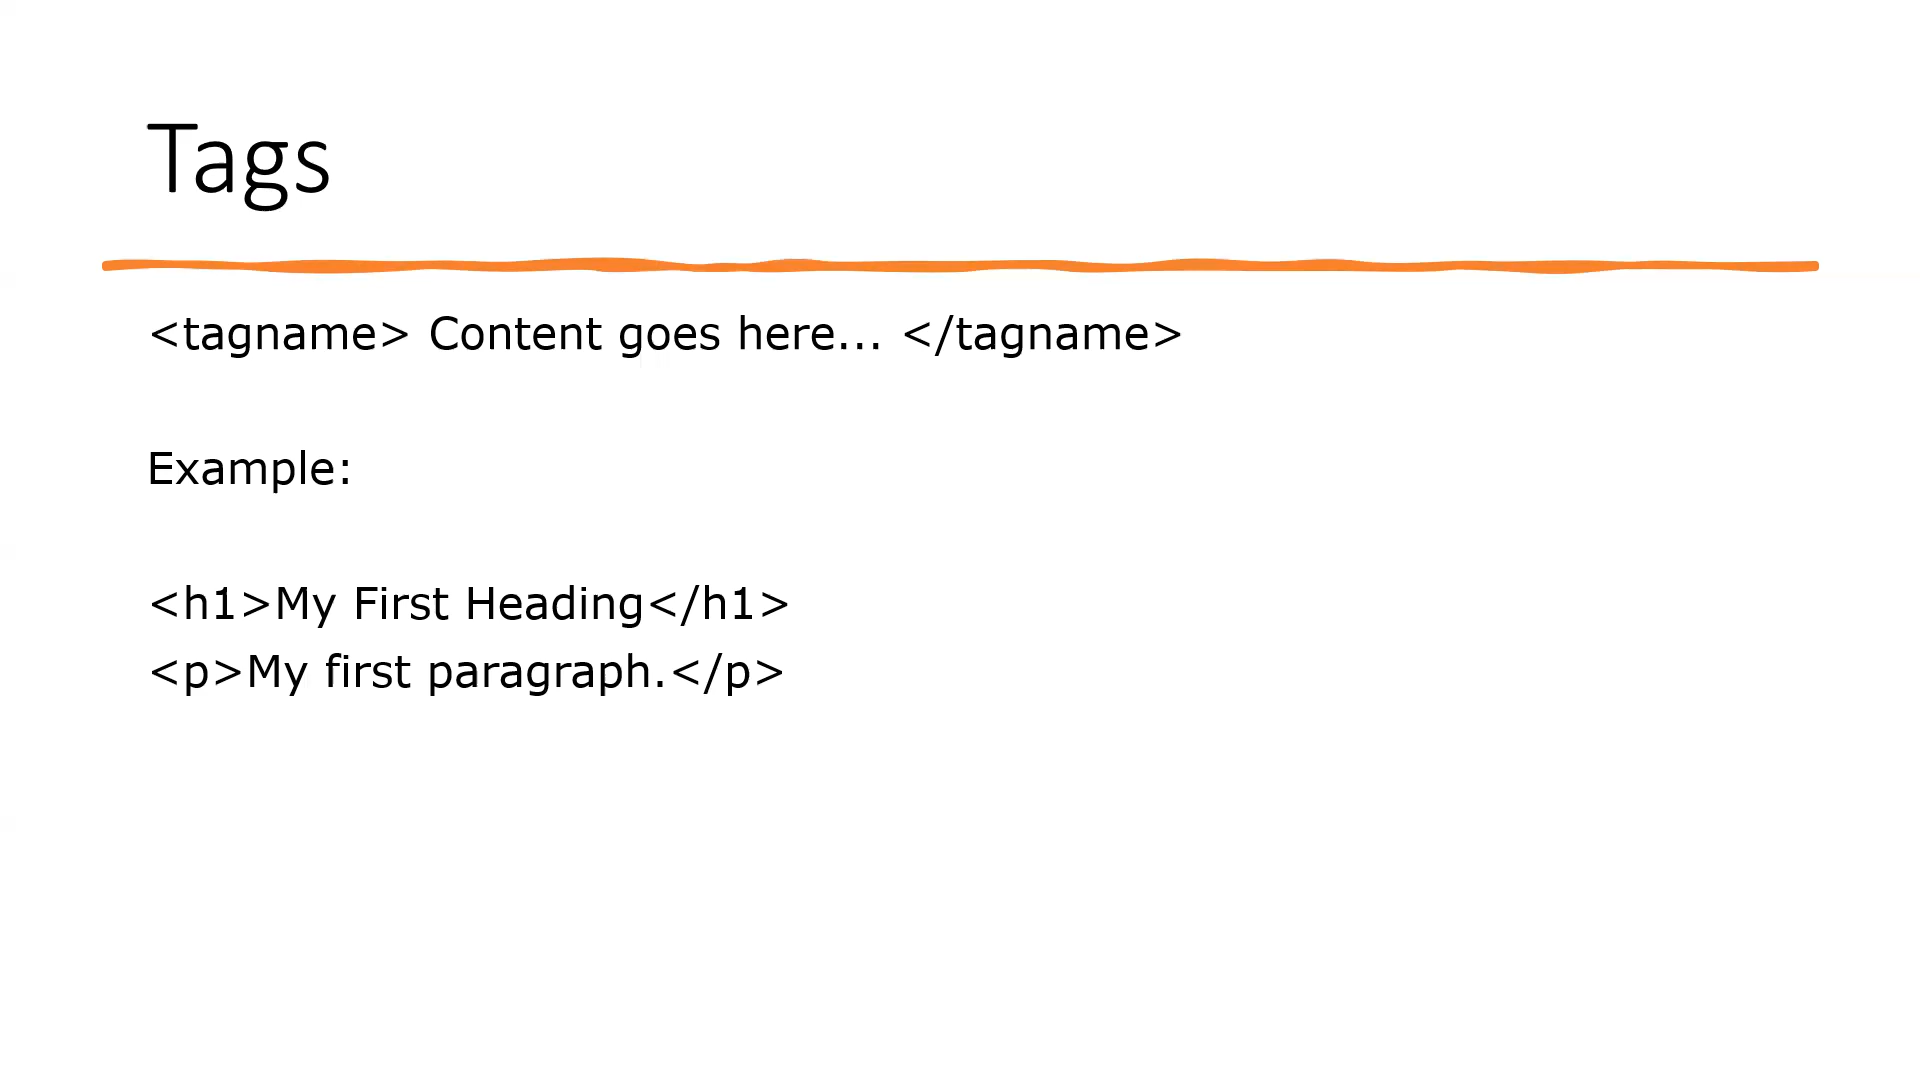 Tags
<tagname> Content goes here... </tagname>
Example:
<h1>My First Heading</h1>
<p>My first paragraph.</p>